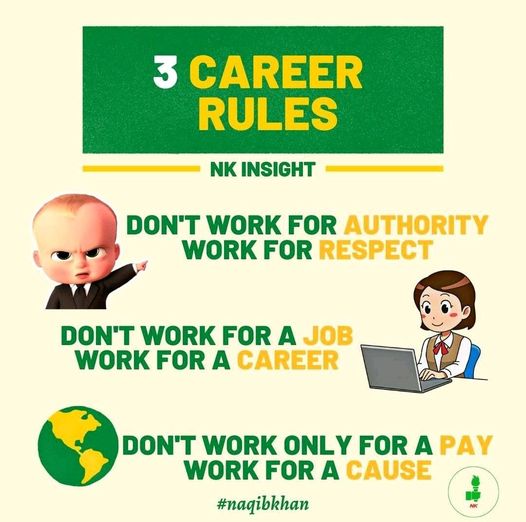 3 CAREER
RULES
NK INSIGHT
DON'T WORK FOR AUTHORITY
WORK FOR RESPECT
DON'T WORK FOR A JOB
WORK FOR A CAREER
DON'T WORK ONLY FOR A PAY
WORK FOR A CAUSE
#naqibkhan
NK